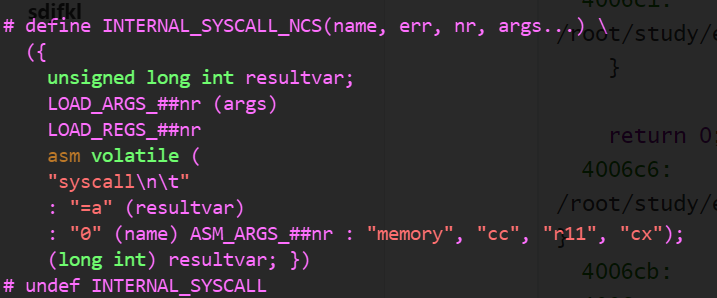 sdjfkl
# define INTERNAL_SYSCALL_NCS(name, err, nr, args...) \
({
unsigned long int resultvar;
LOAD_ARGS_##nr (args)
LOAD_REGS_##nr
asm volatile (
"syscall\n\t"
: "=a" (resultvar)
: "0" (name) ASM_ARGS_##nr : "memory", "cc", "r11", "cx");
(long int) resultvar; })
# undef INTERNAL_SYSCALL
4006c1:
/root/study/e
}
return 0
4006c6:
/root/study/e
}
4006cb: